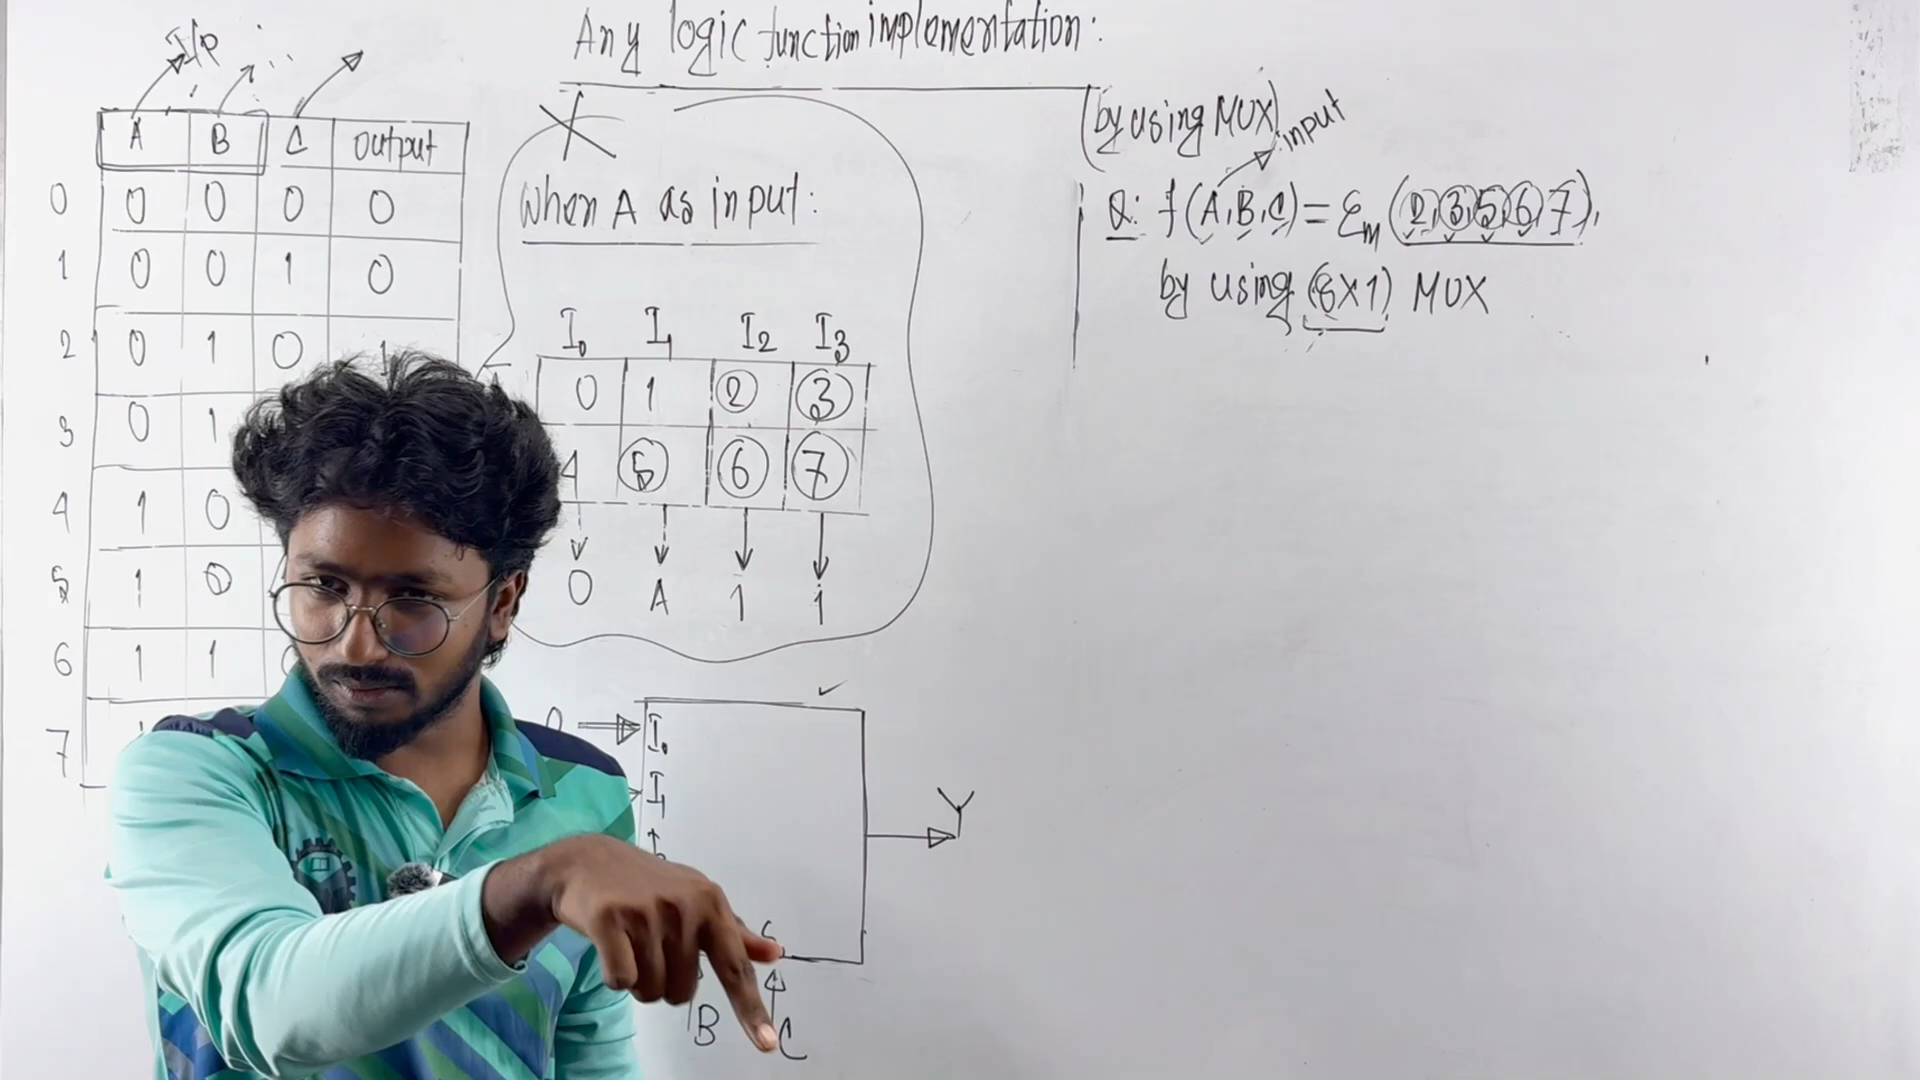 Any logic function implementation:
(by using MUX)
input
Q: f(A,B,C) = Σm (2,3,5,6,7),
by using (8x1) MUX
I/p
A B C output
0 0 0 0 0
1 0 0 1 0
2 0 1 0 1
3 0 1
4 1 0
5 1 0
6 1 1
7
When A as input:
I0 I1 I2 I3
0 1 2 3
4 5 6 7
0 A 1 1
I0
I1
Y
B C